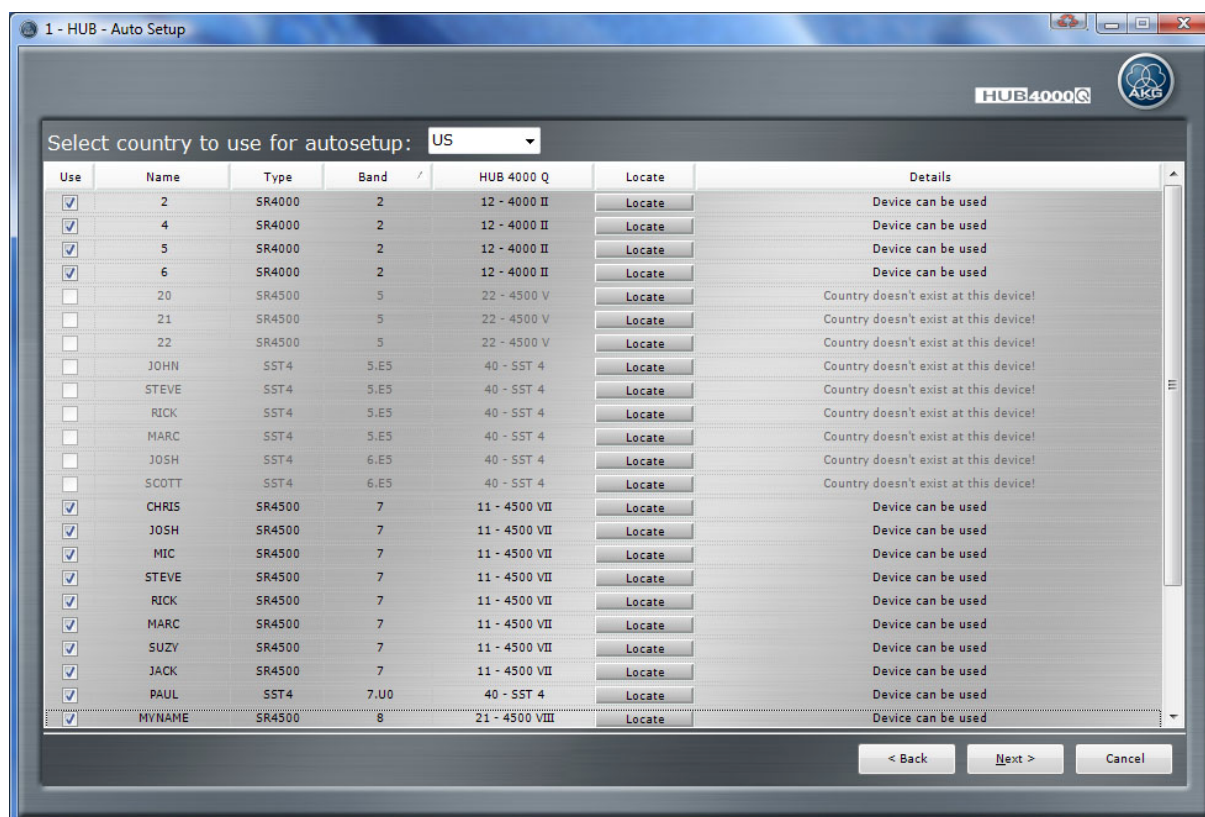 1 - HUB - Auto Setup
HUB 4000 Q
AKG
Select country to use for autosetup: US
Use Name Type Band HUB 4000 Q Locate Details
2 SR4000 2 12 - 4000 II Locate Device can be used
4 SR4000 2 12 - 4000 II Locate Device can be used
5 SR4000 2 12 - 4000 II Locate Device can be used
6 SR4000 2 12 - 4000 II Locate Device can be used
20 SR4500 5 22 - 4500 V Locate Country doesn't exist at this device!
21 SR4500 5 22 - 4500 V Locate Country doesn't exist at this device!
22 SR4500 5 22 - 4500 V Locate Country doesn't exist at this device!
JOHN SST4 5.E5 40 - SST 4 Locate Country doesn't exist at this device!
STEVE SST4 5.E5 40 - SST 4 Locate Country doesn't exist at this device!
RICK SST4 5.E5 40 - SST 4 Locate Country doesn't exist at this device!
MARC SST4 5.E5 40 - SST 4 Locate Country doesn't exist at this device!
JOSH SST4 6.E5 40 - SST 4 Locate Country doesn't exist at this device!
SCOTT SST4 6.E5 40 - SST 4 Locate Country doesn't exist at this device!
CHRIS SR4500 7 11 - 4500 VII Locate Device can be used
JOSH SR4500 7 11 - 4500 VII Locate Device can be used
MIC SR4500 7 11 - 4500 VII Locate Device can be used
STEVE SR4500 7 11 - 4500 VII Locate Device can be used
RICK SR4500 7 11 - 4500 VII Locate Device can be used
MARC SR4500 7 11 - 4500 VII Locate Device can be used
SUZY SR4500 7 11 - 4500 VII Locate Device can be used
JACK SR4500 7 11 - 4500 VII Locate Device can be used
PAUL SST4 7.U0 40 - SST 4 Locate Device can be used
MYNAME SR4500 8 21 - 4500 VIII Locate Device can be used
< Back Next > Cancel